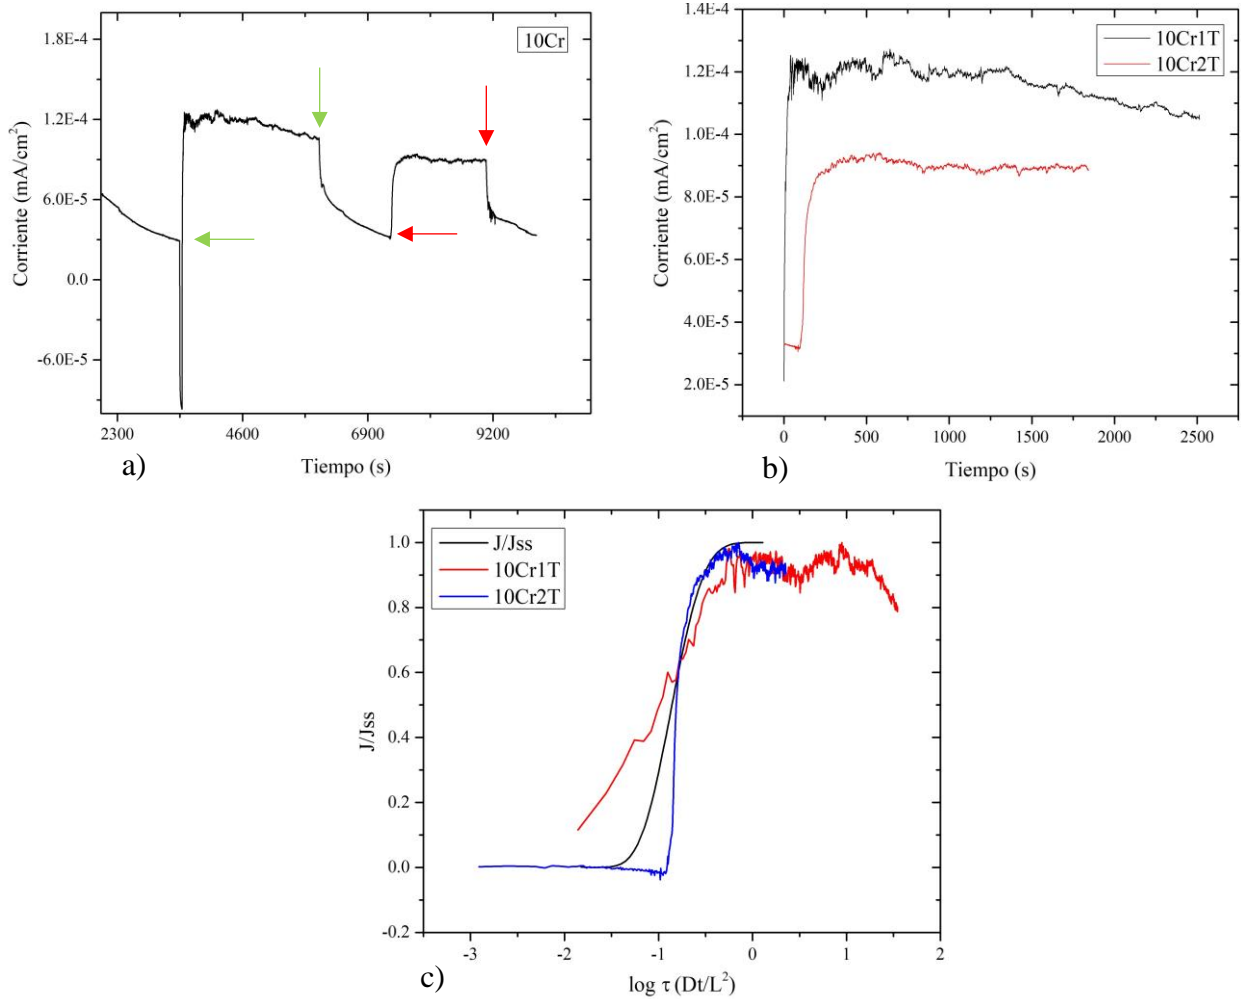 10Cr
1.8E-4
1.2E-4
6.0E-5
0.0
-6.0E-5
Corriente (mA/cm²)
2300 4600 6900 9200
Tiempo (s)
a)
1.4E-4
1.2E-4
1.0E-4
8.0E-5
6.0E-5
4.0E-5
2.0E-5
Corriente (mA/cm²)
10Cr1T
10Cr2T
0 500 1000 1500 2000 2500
Tiempo (s)
b)
J/Jss
10Cr1T
10Cr2T
1.0
0.8
0.6
0.4
0.2
0.0
-0.2
J/Jss
-3 -2 -1 0 1 2
log τ (Dt/L²)
c)